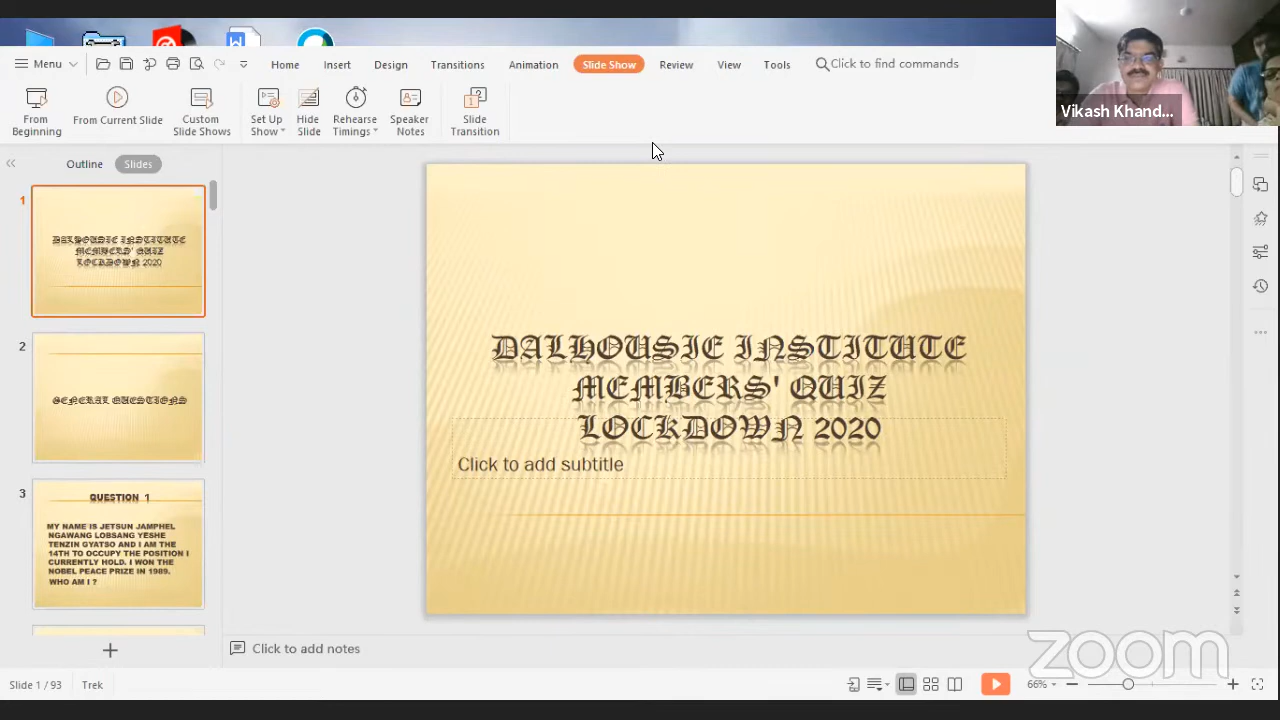 Menu
Home
Insert
Design
Transitions
Animation
Slide Show
Review
View
Tools
Click to find commands
From Beginning
From Current Slide
Custom Slide Shows
Set Up Show
Hide Slide
Rehearse Timings
Speaker Notes
Slide Transition
Vikash Khand...
Outline
Slides
1
DALHOUSIE INSTITUTE
MEMBERS' QUIZ
LOCKDOWN 2020
2
GENERAL QUESTIONS
3
QUESTION 1
MY NAME IS JETSUN JAMPHEL
NGAWANG LOBSANG YESHE
TENZIN GYATSO AND I AM THE
14TH TO OCCUPY THE POSITION I
CURRENTLY HOLD. I WON THE
NOBEL PEACE PRIZE IN 1989.
WHO AM I ?
DALHOUSIE INSTITUTE
MEMBERS' QUIZ
LOCKDOWN 2020
Click to add subtitle
Click to add notes
zoom
Slide 1 / 93
Trek
66%